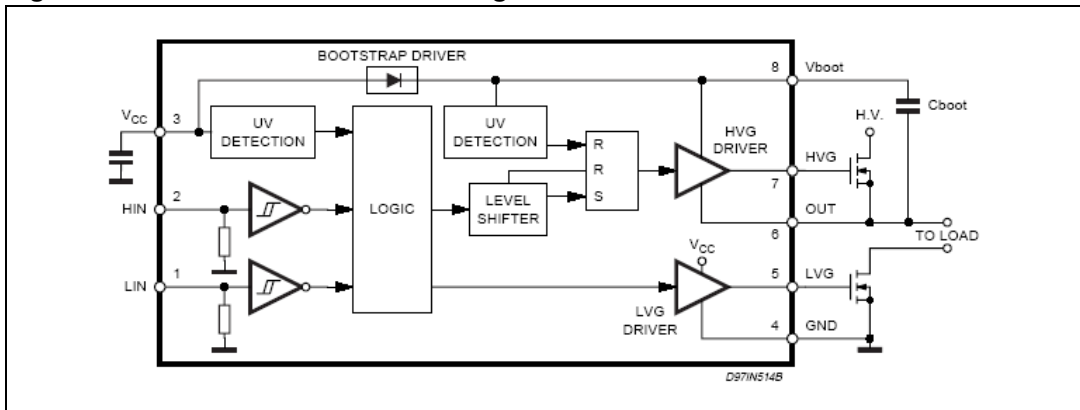 BOOTSTRAP DRIVER
8
Vboot
VCC
3
UV
DETECTION
UV
DETECTION
HVG
DRIVER
H.V.
Cboot
HVG
7
R
R
S
HIN
2
LOGIC
LEVEL
SHIFTER
OUT
6
TO LOAD
VCC
LIN
1
5
LVG
LVG
DRIVER
4
GND
D97IN514B